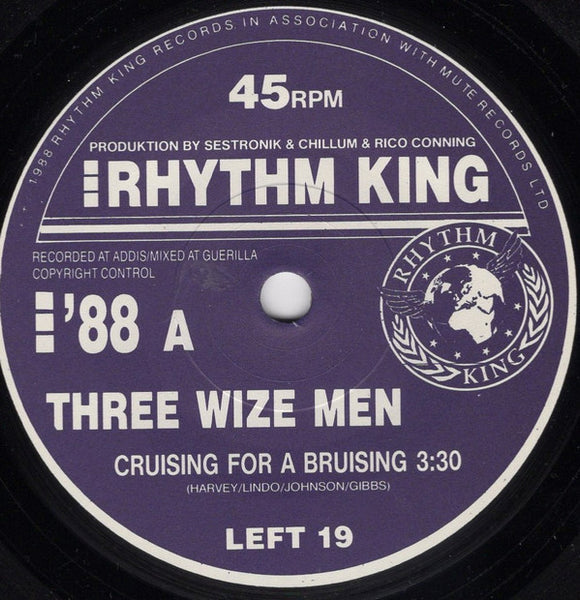 1988 RHYTHM KING RECORDS IN ASSOCIATION WITH MUTE RECORDS LTD
45RPM
PRODUKTION BY SESTRONIK & CHILLUM & RICO CONNING
RHYTHM KING
RECORDED AT ADDIS/MIXED AT GUERILLA
COPYRIGHT CONTROL
RHYTHM
KING
'88 A
THREE WIZE MEN
CRUISING FOR A BRUISING 3:30
(HARVEY/LINDO/JOHNSON/GIBBS)
LEFT 19